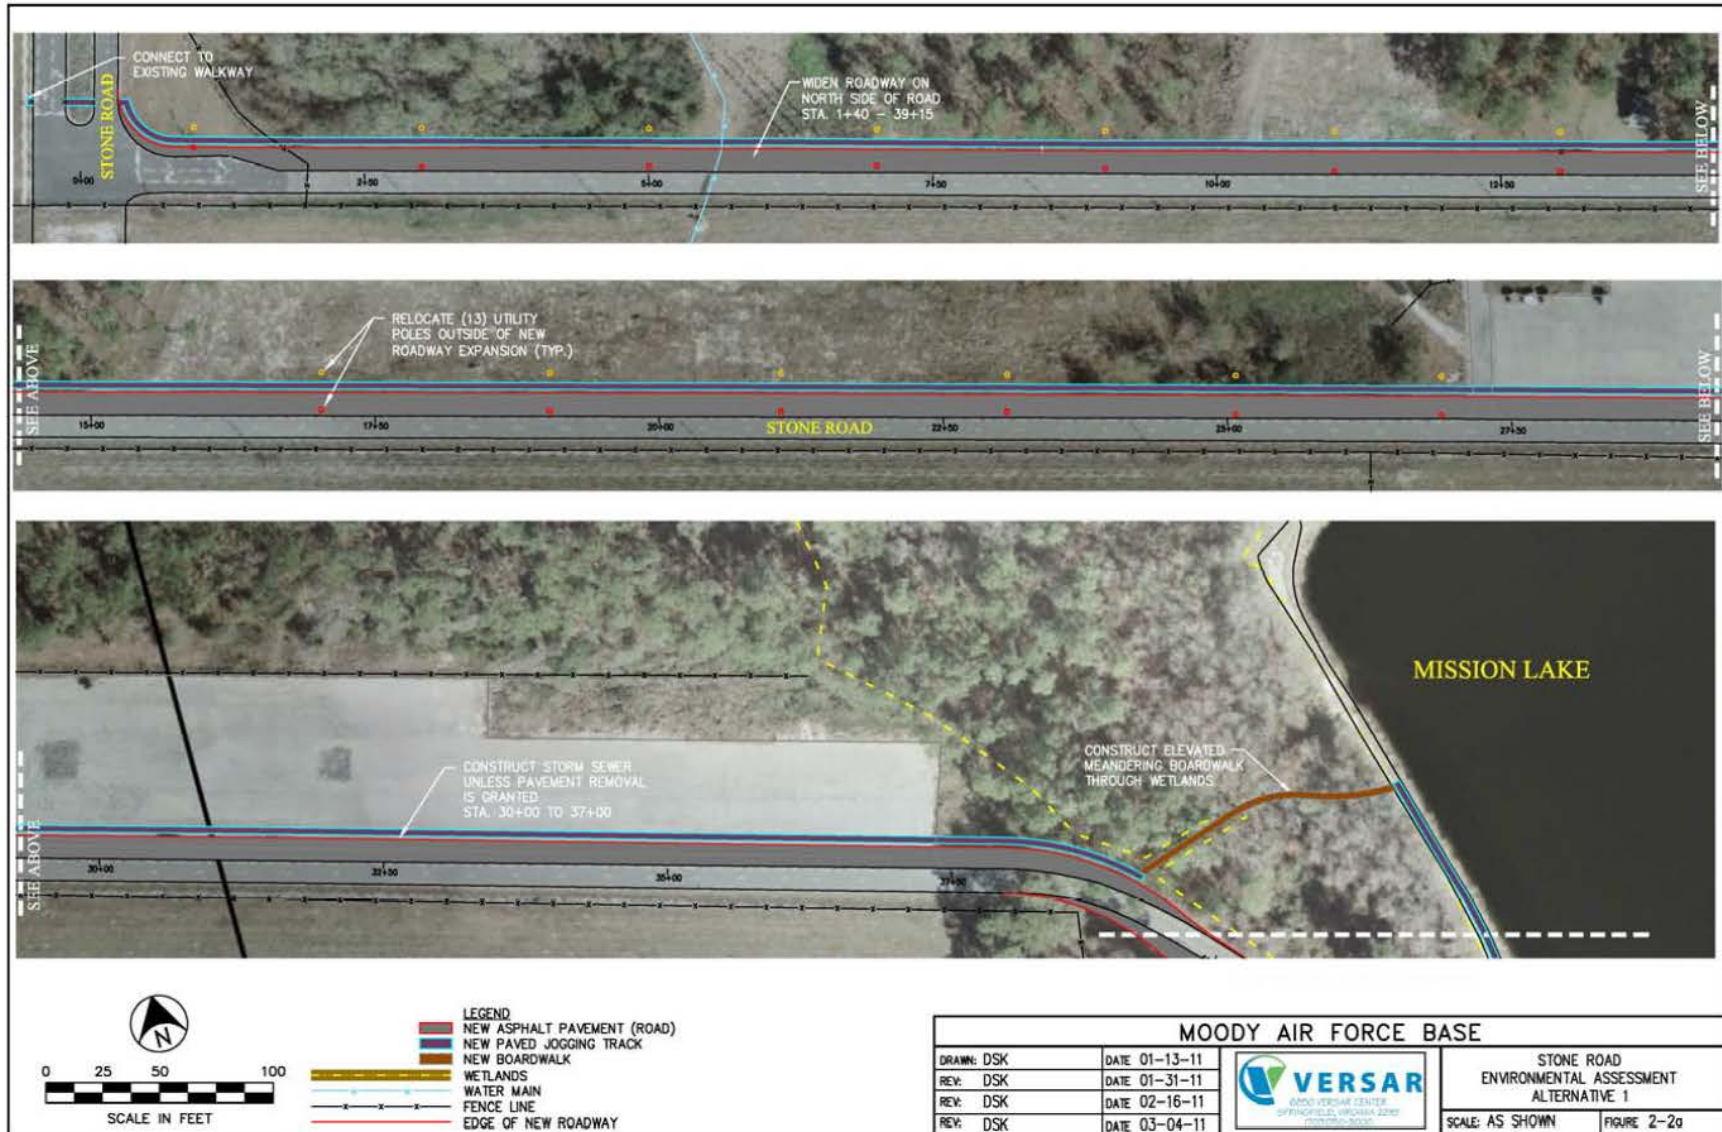 CONNECT TO
EXISTING WALKWAY
STONE ROAD
WIDEN ROADWAY ON
NORTH SIDE OF ROAD
STA. 1+40 - 39+15
SEE BELOW
0+00
2+50
5+00
7+50
10+00
12+50
RELOCATE (13) UTILITY
POLES OUTSIDE OF NEW
ROADWAY EXPANSION (TYP.)
SEE ABOVE
SEE BELOW
15+00
17+50
20+00
STONE ROAD
22+50
25+00
27+50
MISSION LAKE
CONSTRUCT ELEVATED
MEANDERING BOARDWALK
THROUGH WETLANDS
CONSTRUCT STORM SEWER
UNLESS PAVEMENT REMOVAL
IS GRANTED
STA. 30+00 TO 37+00
SEE ABOVE
30+00
32+50
35+00
37+50
N
0 25 50 100
SCALE IN FEET
LEGEND
NEW ASPHALT PAVEMENT (ROAD)
NEW PAVED JOGGING TRACK
NEW BOARDWALK
WETLANDS
WATER MAIN
FENCE LINE
EDGE OF NEW ROADWAY
MOODY AIR FORCE BASE
DRAWN: DSK DATE 01-13-11
REV: DSK DATE 01-31-11
REV: DSK DATE 02-16-11
REV: DSK DATE 03-04-11
VERSAR
6850 VERSAR CENTER
SPRINGFIELD, VIRGINIA
STONE ROAD
ENVIRONMENTAL ASSESSMENT
ALTERNATIVE 1
SCALE: AS SHOWN
FIGURE 2-2a